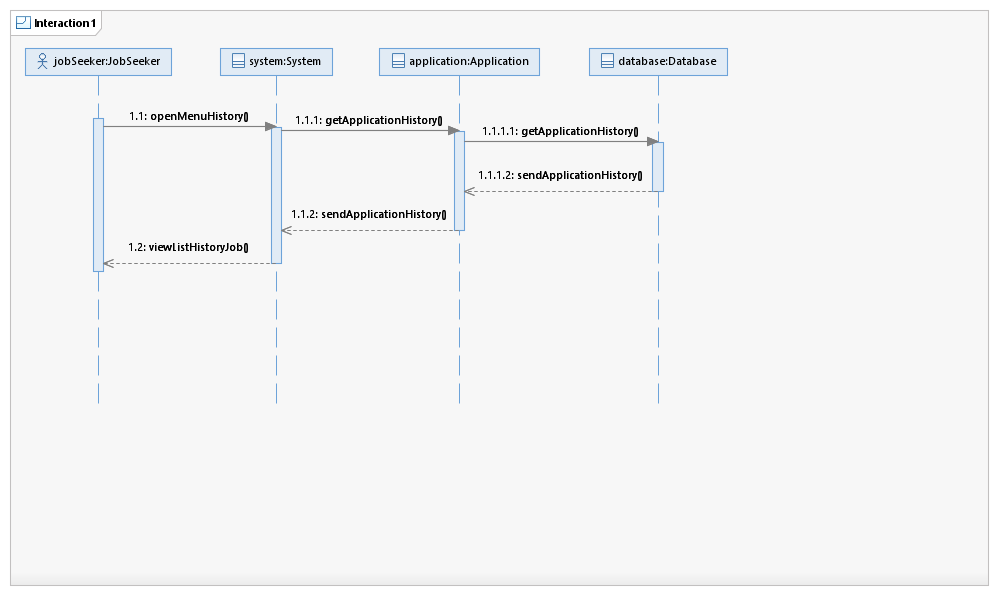 Interaction1
jobSeeker:JobSeeker
system:System
application:Application
database:Database
1.1: openMenuHistory()
1.1.1: getApplicationHistory()
1.1.1.1: getApplicationHistory()
1.1.1.2: sendApplicationHistory()
1.1.2: sendApplicationHistory()
1.2: viewListHistoryJob()